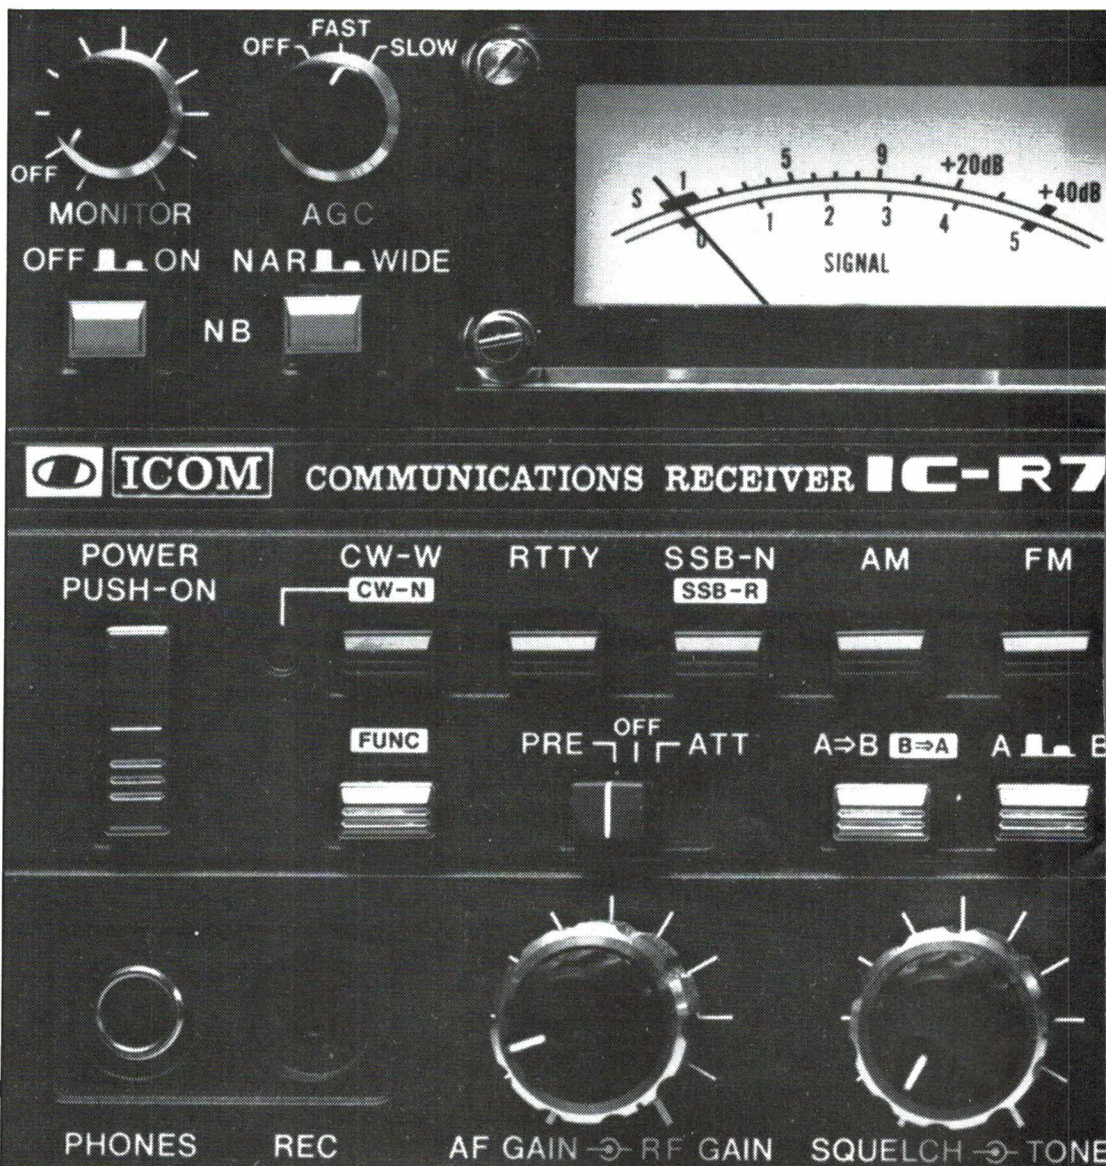 OFF FAST SLOW
OFF
MONITOR AGC
OFF ON NAR WIDE
NB
S 1 5 9 +20dB +40dB
0 1 2 3 4 5
SIGNAL
ICOM COMMUNICATIONS RECEIVER IC-R7
POWER
PUSH-ON
CW-W RTTY SSB-N AM FM
CW-N SSB-R
FUNC PRE OFF ATT A⇒B B⇒A A B
PHONES REC AF GAIN RF GAIN SQUELCH TONE